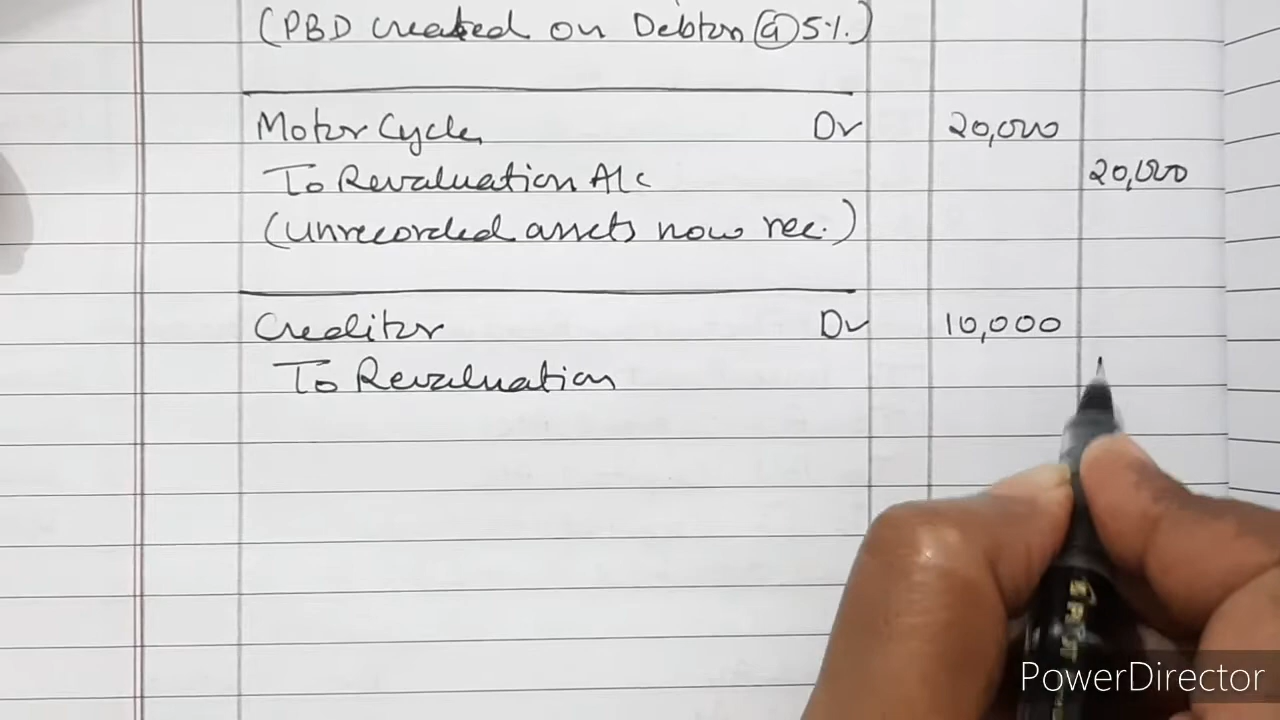 (PBD created on Debtors @ 5%.)
Motor Cycle Dr 20,000
To Revaluation A/c 20,000
(Unrecorded assets now rec.)
Creditor Dr 10,000
To Revaluation
PowerDirector